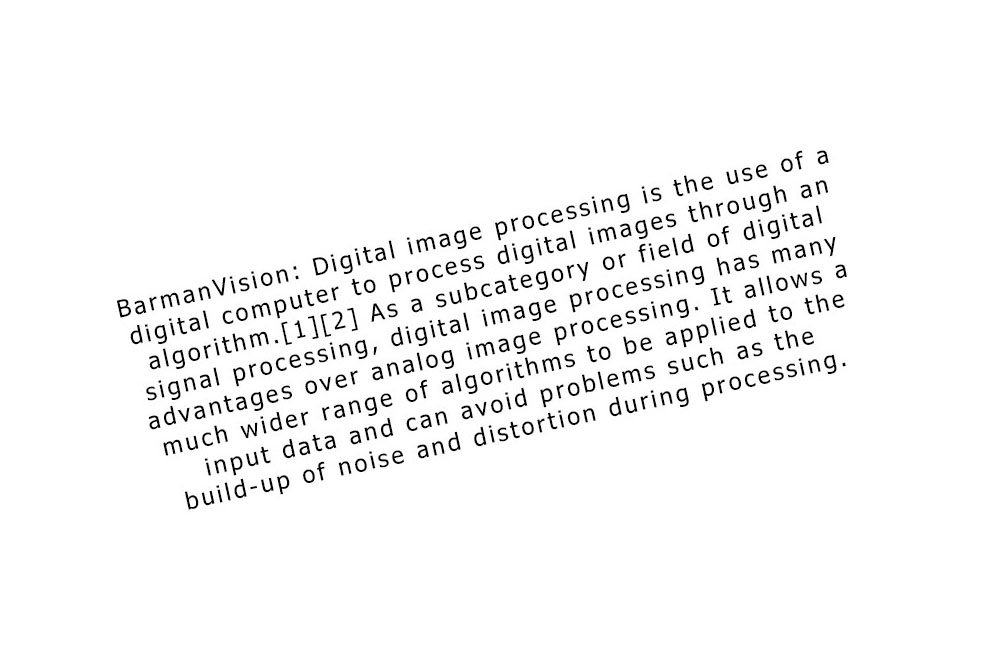 BarmanVision: Digital image processing is the use of a
digital computer to process digital images through an
algorithm.[1][2] As a subcategory or field of digital
signal processing, digital image processing has many
advantages over analog image processing. It allows a
much wider range of algorithms to be applied to the
input data and can avoid problems such as the
build-up of noise and distortion during processing.